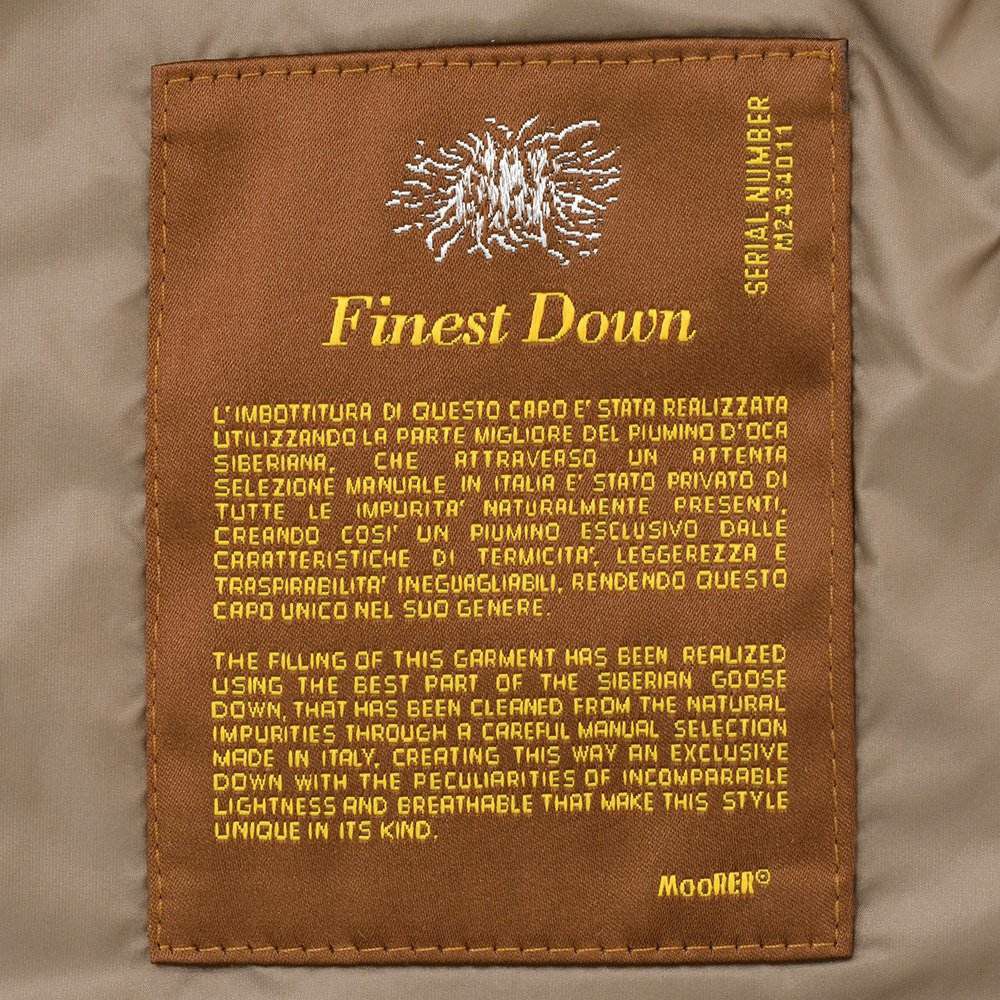 SERIAL NUMBER
M2434011
Finest Down
L'IMBOTTITURA DI QUESTO CAPO E' STATA REALIZZATA
UTILIZZANDO LA PARTE MIGLIORE DEL PIUMINO D'OCA
SIBERIANA, CHE ATTRAVERSO UN ATTENTA
SELEZIONE MANUALE IN ITALIA E' STATO PRIVATO DI
TUTTE LE IMPURITA' NATURALMENTE PRESENTI,
CREANDO COSI' UN PIUMINO ESCLUSIVO DALLE
CARATTERISTICHE DI TERMICITA', LEGGEREZZA E
TRASPIRABILITA' INEGUAGLIABILI, RENDENDO QUESTO
CAPO UNICO NEL SUO GENERE.
THE FILLING OF THIS GARMENT HAS BEEN REALIZED
USING THE BEST PART OF THE SIBERIAN GOOSE
DOWN, THAT HAS BEEN CLEANED FROM THE NATURAL
IMPURITIES THROUGH A CAREFUL MANUAL SELECTION
MADE IN ITALY, CREATING THIS WAY AN EXCLUSIVE
DOWN WITH THE PECULIARITIES OF INCOMPARABLE
LIGHTNESS AND BREATHABLE THAT MAKE THIS STYLE
UNIQUE IN ITS KIND.
MOORER®